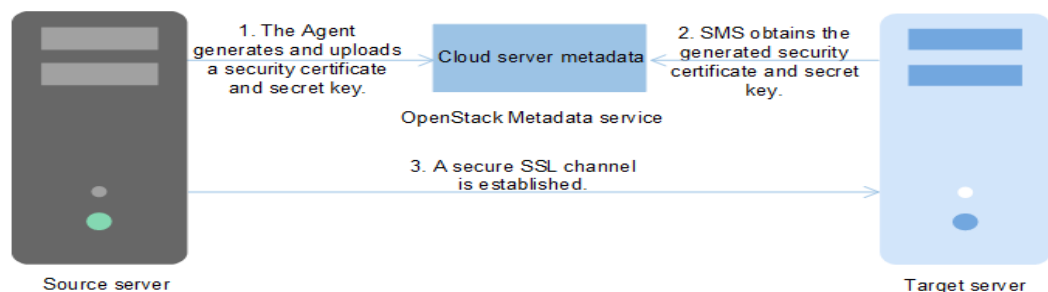 1. The Agent
generates and uploads
a security certificate
and secret key.
Cloud server metadata
2. SMS obtains the
generated security
certificate and secret
key.
OpenStack Metadata service
3. A secure SSL channel
is established.
Source server
Target server